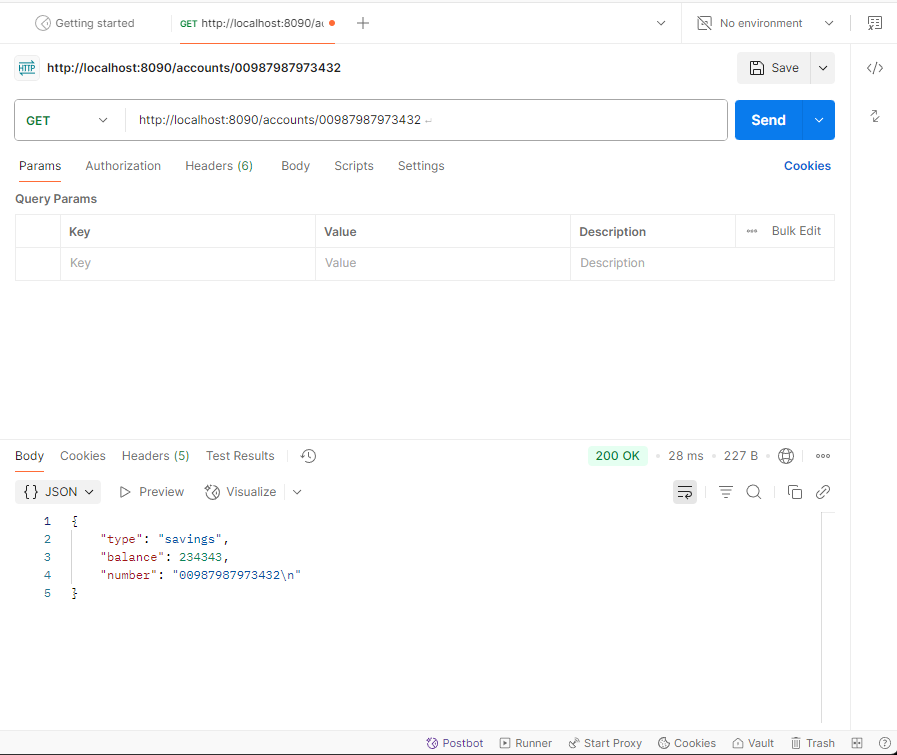 Getting started
GET http://localhost:8090/a
No environment
HTTP http://localhost:8090/accounts/00987987973432
Save
GET http://localhost:8090/accounts/00987987973432 ↵
Send
Params Authorization Headers (6) Body Scripts Settings Cookies
Query Params
Key Value Description ••• Bulk Edit
Key Value Description
Body Cookies Headers (5) Test Results 200 OK • 28 ms • 227 B •
{} JSON Preview Visualize
1 {
2 "type": "savings",
3 "balance": 234343,
4 "number": "00987987973432\n"
5 }
Postbot Runner Start Proxy Cookies Vault Trash